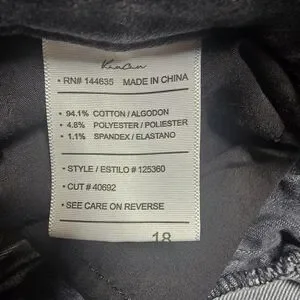 KanCan
• RN# 144635 • MADE IN CHINA
• 94.1% COTTON / ALGODON
• 4.8% POLYESTER / POLIESTER
• 1.1% SPANDEX / ELASTANO
• STYLE / ESTILO # 125360
• CUT # 40692
• SEE CARE ON REVERSE
18